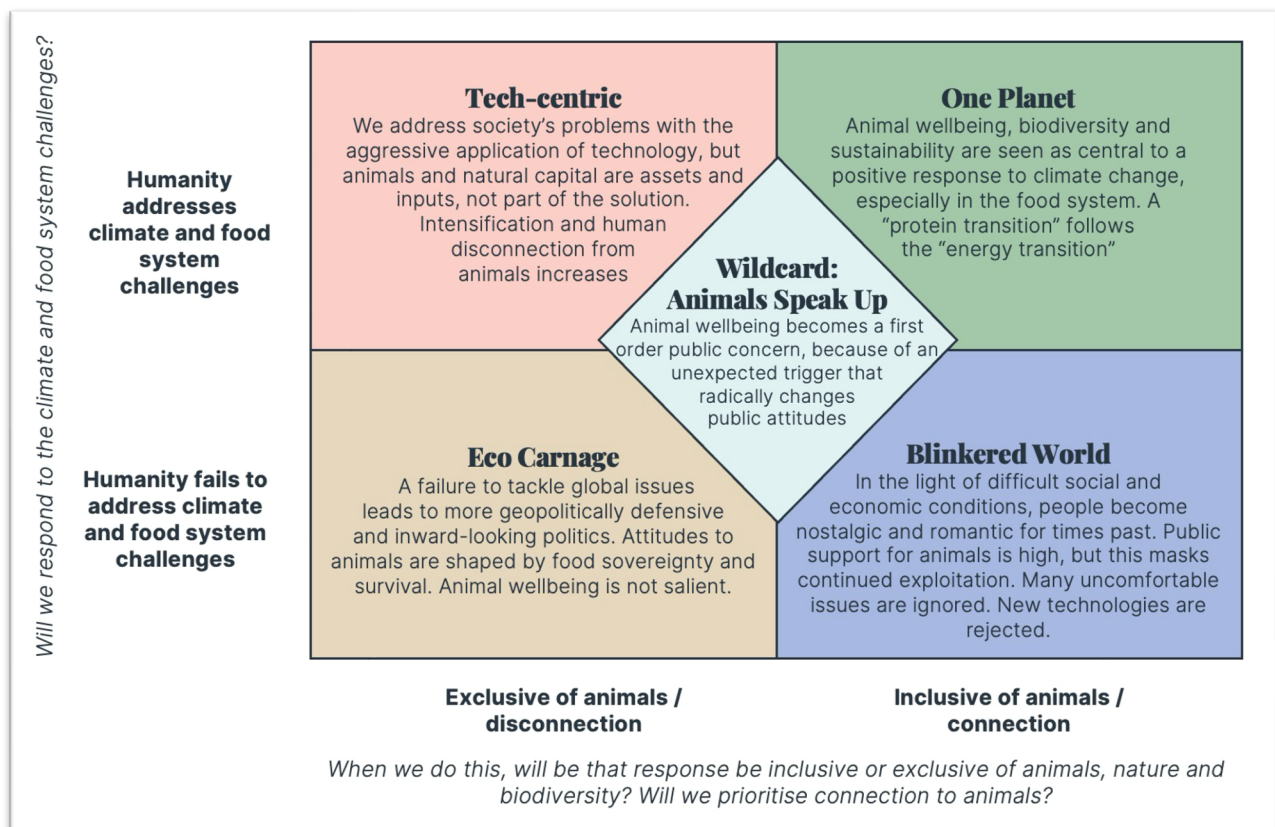 Will we respond to the climate and food system challenges?
Humanity
addresses
climate and food
system
challenges
Tech-centric
We address society's problems with the
aggressive application of technology, but
animals and natural capital are assets and
inputs, not part of the solution.
Intensification and human
disconnection from
animals increases
One Planet
Animal wellbeing, biodiversity and
sustainability are seen as central to a
positive response to climate change,
especially in the food system. A
"protein transition" follows
the "energy transition"
Wildcard:
Animals Speak Up
Animal wellbeing becomes a first
order public concern, because of an
unexpected trigger that
radically changes
public attitudes
Humanity fails to
address climate
and food system
challenges
Eco Carnage
A failure to tackle global issues
leads to more geopolitically defensive
and inward-looking politics. Attitudes to
animals are shaped by food sovereignty and
survival. Animal wellbeing is not salient.
Blinkered World
In the light of difficult social and
economic conditions, people become
nostalgic and romantic for times past. Public
support for animals is high, but this masks
continued exploitation. Many uncomfortable
issues are ignored. New technologies are
rejected.
Exclusive of animals /
disconnection
Inclusive of animals /
connection
When we do this, will be that response be inclusive or exclusive of animals, nature and
biodiversity? Will we prioritise connection to animals?